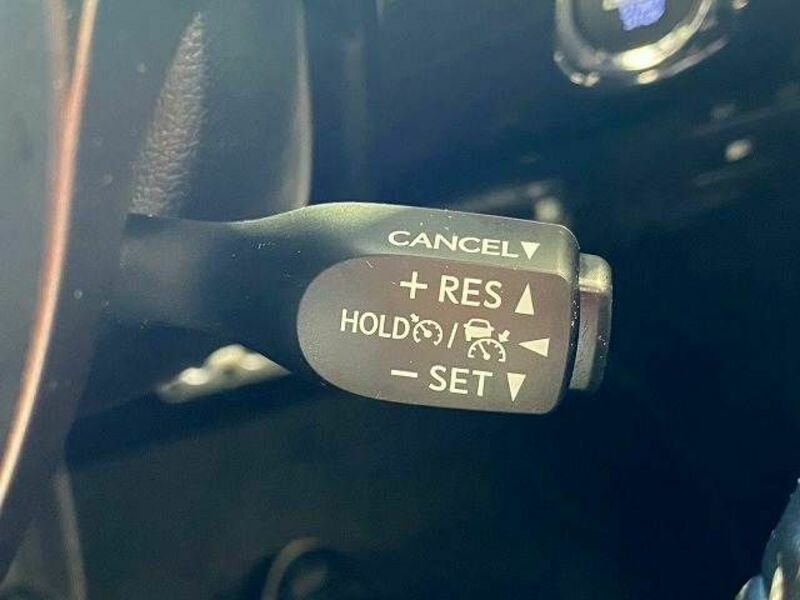 CANCEL▼
+ RES ▲
HOLD / ◄
− SET ▼